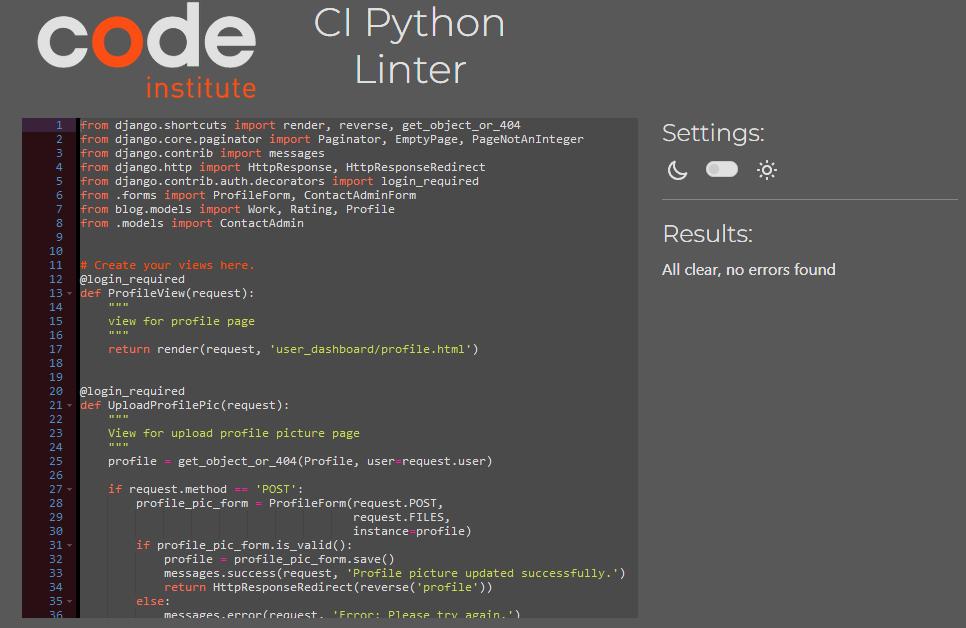 code
institute
CI Python
Linter
1 from django.shortcuts import render, reverse, get_object_or_404
2 from django.core.paginator import Paginator, EmptyPage, PageNotAnInteger
3 from django.contrib import messages
4 from django.http import HttpResponse, HttpResponseRedirect
5 from django.contrib.auth.decorators import login_required
6 from .forms import ProfileForm, ContactAdminForm
7 from blog.models import Work, Rating, Profile
8 from .models import ContactAdmin
9
10
11 # Create your views here.
12 @login_required
13 def ProfileView(request):
14     """
15     view for profile page
16     """
17     return render(request, 'user_dashboard/profile.html')
18
19
20 @login_required
21 def UploadProfilePic(request):
22     """
23     View for upload profile picture page
24     """
25     profile = get_object_or_404(Profile, user=request.user)
26
27     if request.method == 'POST':
28         profile_pic_form = ProfileForm(request.POST,
29                                        request.FILES,
30                                        instance=profile)
31         if profile_pic_form.is_valid():
32             profile = profile_pic_form.save()
33             messages.success(request, 'Profile picture updated successfully.')
34             return HttpResponseRedirect(reverse('profile'))
35         else:
36             messages.error(request, 'Error: Please try again.')
Settings:
Results:
All clear, no errors found